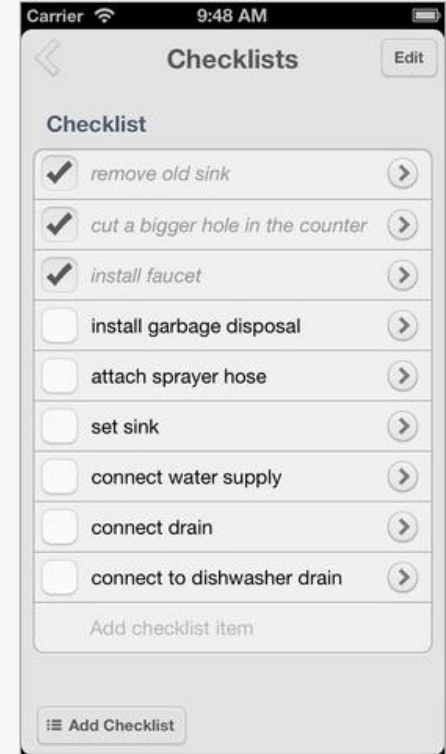 Carrier 9:48 AM
Checklists Edit
Checklist
remove old sink
cut a bigger hole in the counter
install faucet
install garbage disposal
attach sprayer hose
set sink
connect water supply
connect drain
connect to dishwasher drain
Add checklist item
Add Checklist